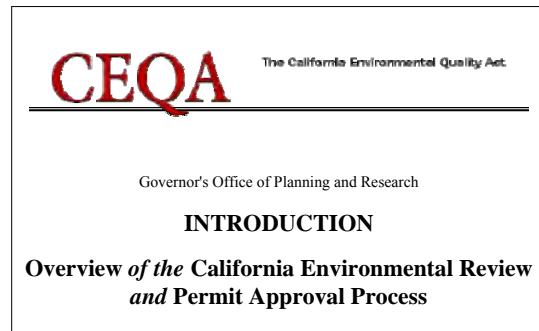 CEQA
The California Environmental Quality Act
Governor's Office of Planning and Research
INTRODUCTION
Overview of the California Environmental Review
and Permit Approval Process